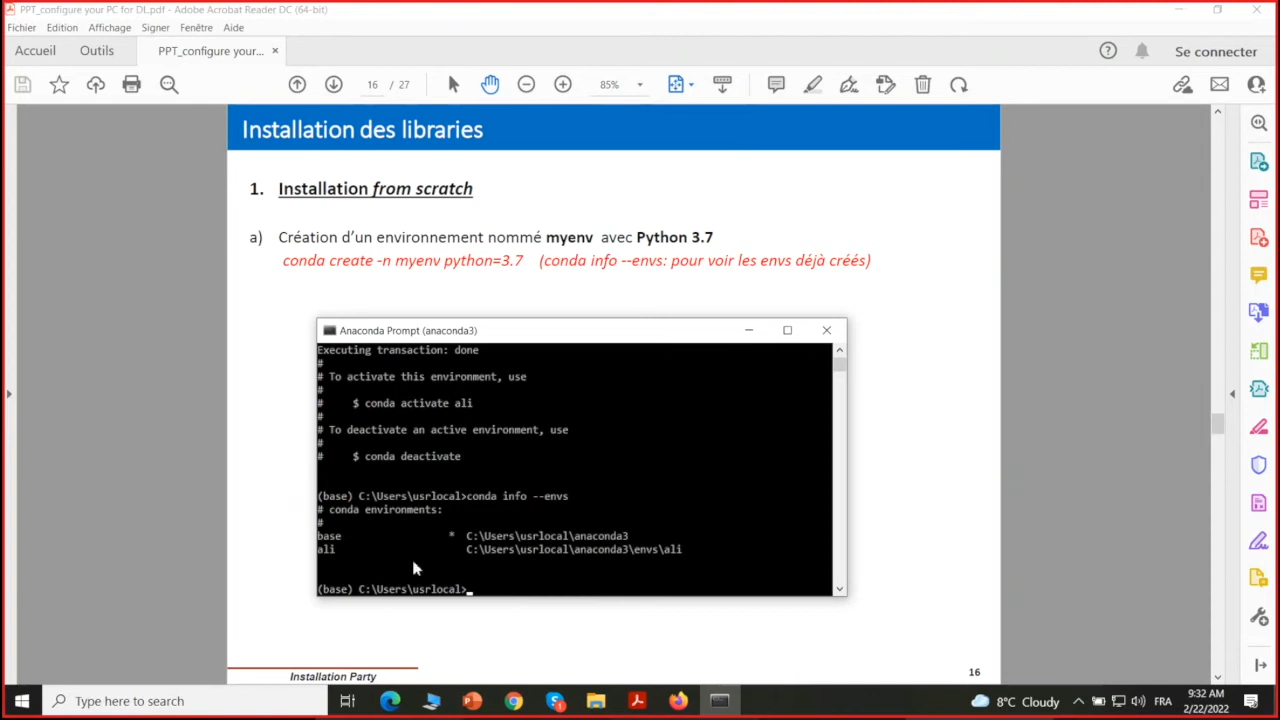 PPT_configure your PC for DL.pdf - Adobe Acrobat Reader DC (64-bit)
Fichier Edition Affichage Signer Fenêtre Aide
Accueil Outils PPT_configure your... × Se connecter
16 / 27 85%
Installation des libraries
1. Installation from scratch
a) Création d’un environnement nommé myenv avec Python 3.7
conda create -n myenv python=3.7 (conda info --envs: pour voir les envs déjà créés)
Anaconda Prompt (anaconda3)
Executing transaction: done
#
# To activate this environment, use
#
# $ conda activate ali
#
# To deactivate an active environment, use
#
# $ conda deactivate
(base) C:\Users\usrlocal>conda info --envs
# conda environments:
#
base * C:\Users\usrlocal\anaconda3
ali C:\Users\usrlocal\anaconda3\envs\ali
(base) C:\Users\usrlocal>
Installation Party 16
Type here to search
8°C Cloudy FRA 9:32 AM
2/22/2022